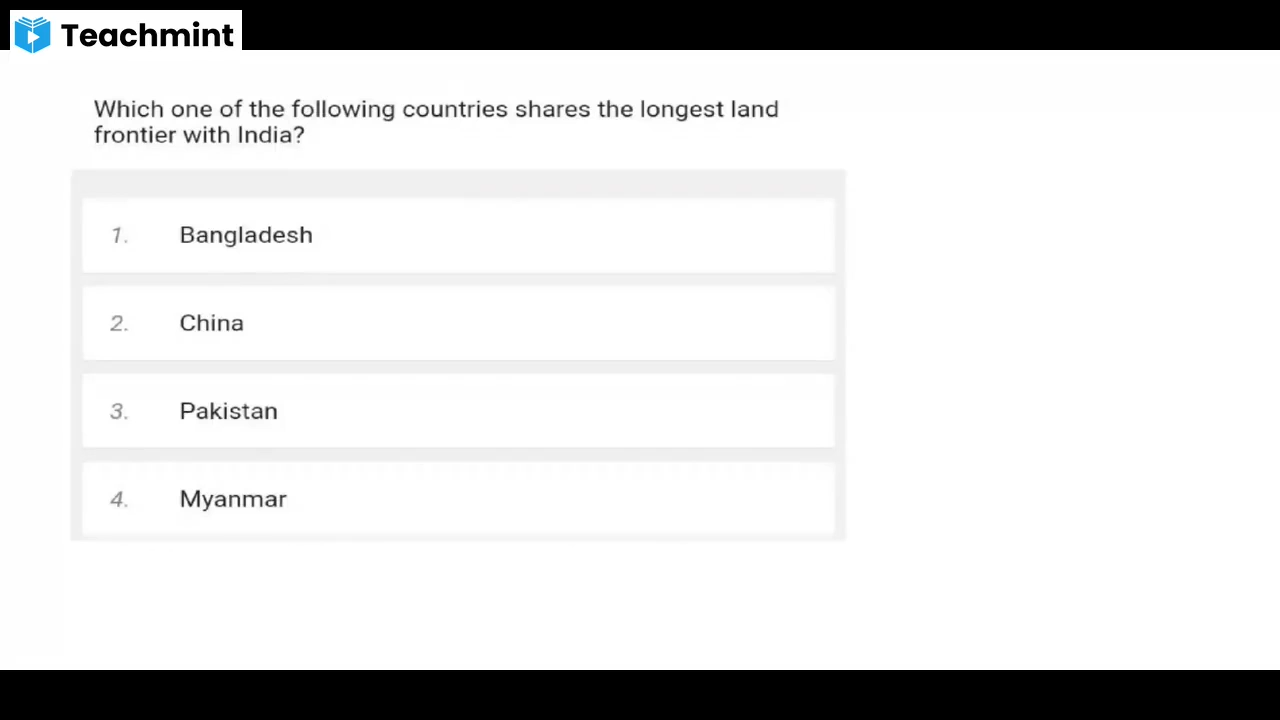 Teachmint
Which one of the following countries shares the longest land
frontier with India?
1. Bangladesh
2. China
3. Pakistan
4. Myanmar